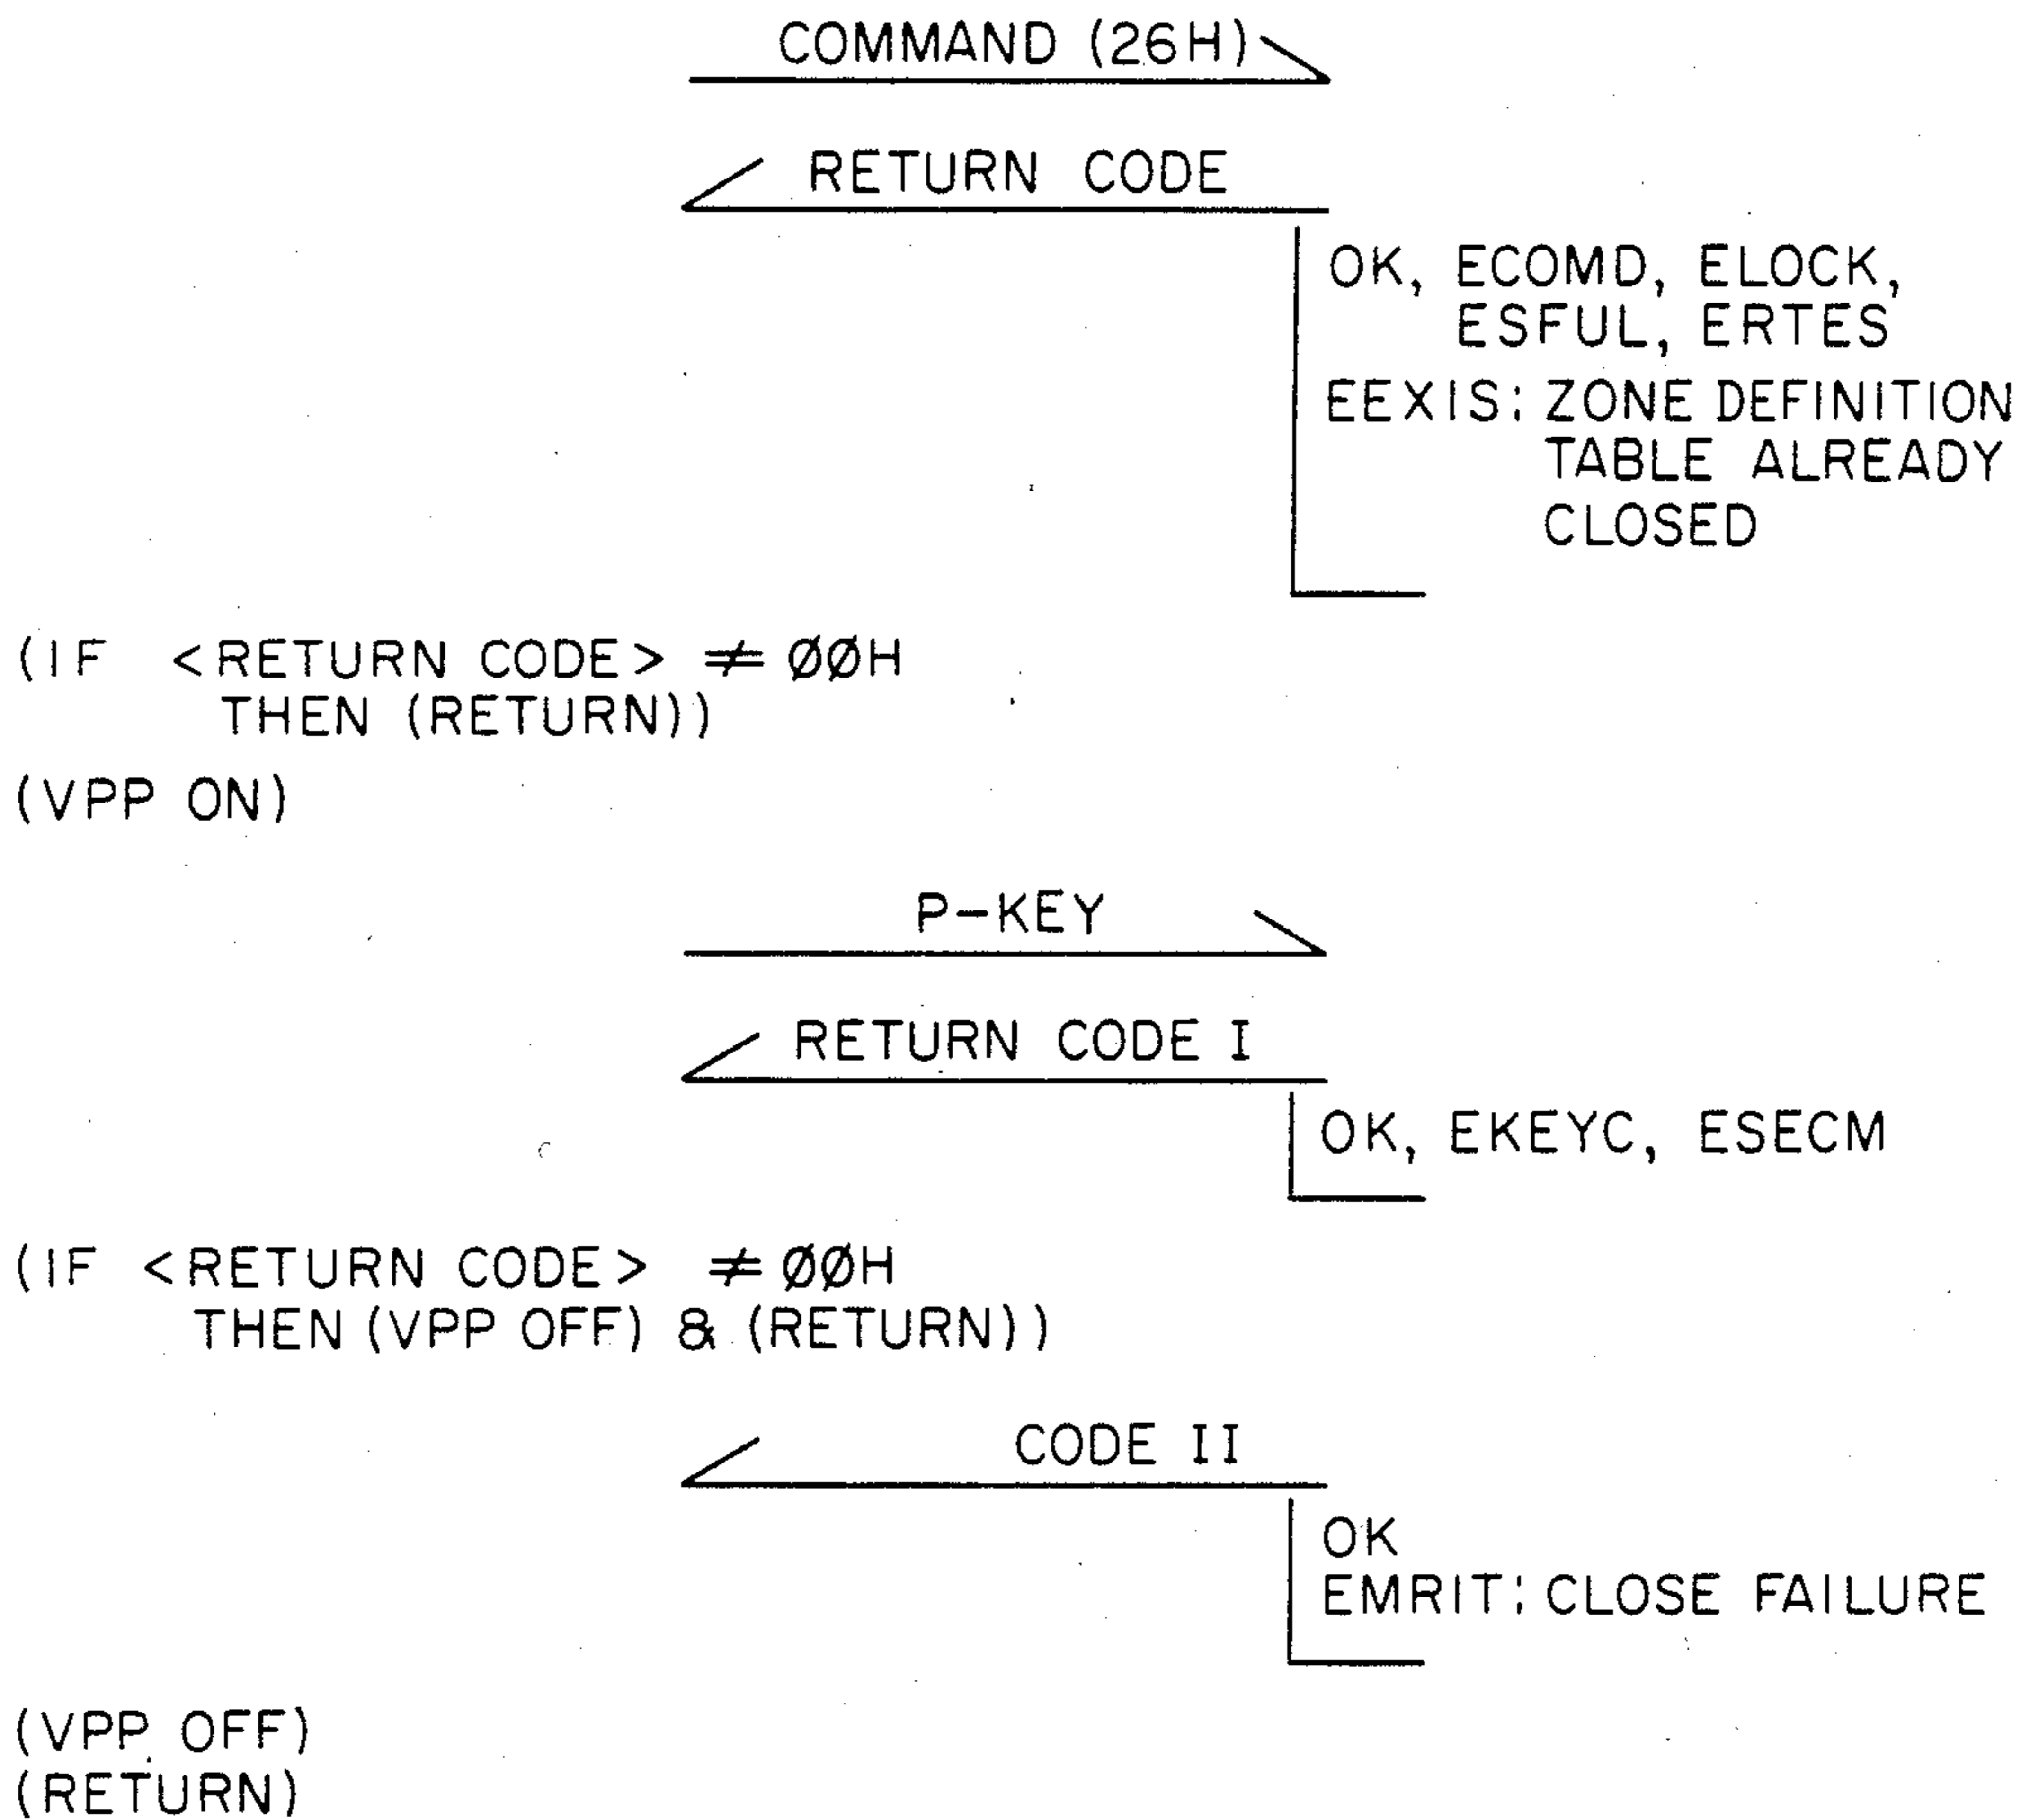 COMMAND (26H)
RETURN CODE
OK, ECOMD, ELOCK,
ESFUL, ERTES
EEXIS: ZONE DEFINITION
TABLE ALREADY
CLOSED
(IF <RETURN CODE> ≠ ØØH
THEN (RETURN))
(VPP ON)
P-KEY
RETURN CODE I
OK, EKEYC, ESECM
(IF <RETURN CODE> ≠ ØØH
THEN (VPP OFF) & (RETURN))
CODE II
OK
EMRIT: CLOSE FAILURE
(VPP OFF)
(RETURN)